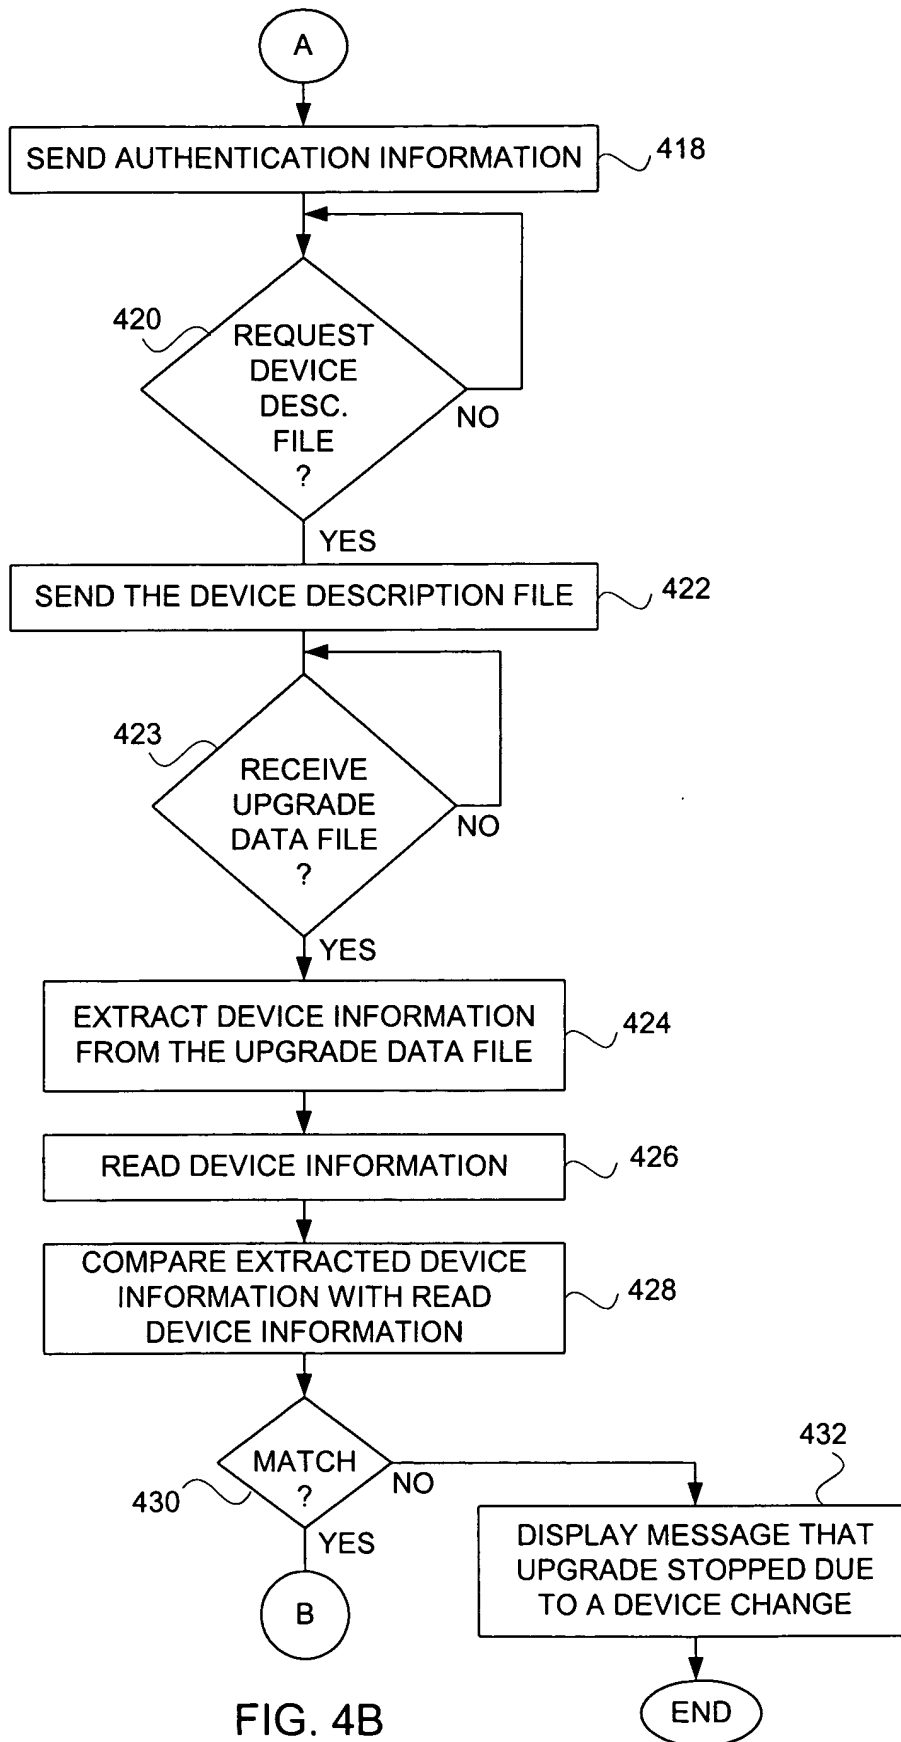 A
SEND AUTHENTICATION INFORMATION
418
420
REQUEST
DEVICE
DESC.
FILE
?
NO
YES
SEND THE DEVICE DESCRIPTION FILE
422
423
RECEIVE
UPGRADE
DATA FILE
?
NO
YES
EXTRACT DEVICE INFORMATION
FROM THE UPGRADE DATA FILE
424
READ DEVICE INFORMATION
426
COMPARE EXTRACTED DEVICE
INFORMATION WITH READ
DEVICE INFORMATION
428
MATCH
?
430
NO
YES
432
DISPLAY MESSAGE THAT
UPGRADE STOPPED DUE
TO A DEVICE CHANGE
B
END
FIG. 4B